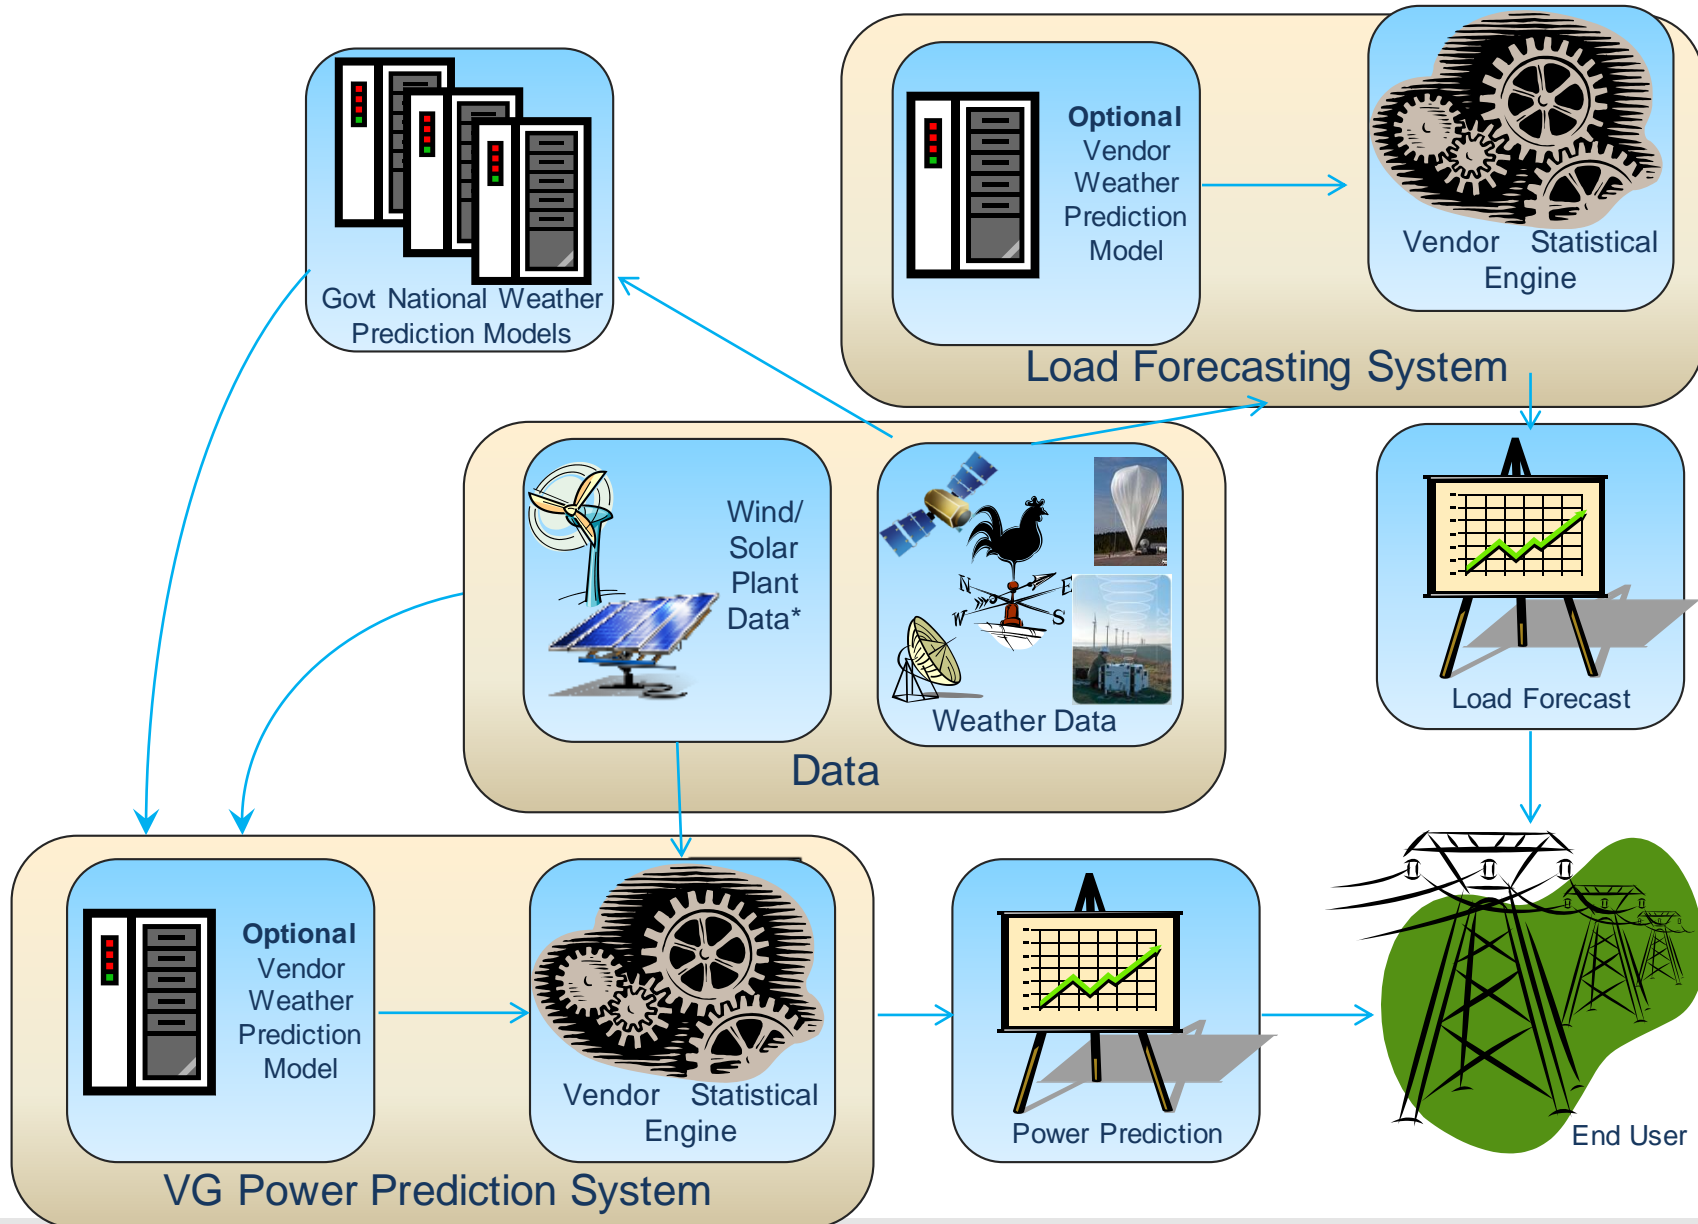 Optional
Vendor
Weather
Prediction
Model
Vendor Statistical
Engine
Govt National Weather
Prediction Models
Load Forecasting System
Wind/
Solar
Plant
Data*
N
E
W
S
Weather Data
Data
Load Forecast
Optional
Vendor
Weather
Prediction
Model
Vendor Statistical
Engine
Power Prediction
End User
VG Power Prediction System